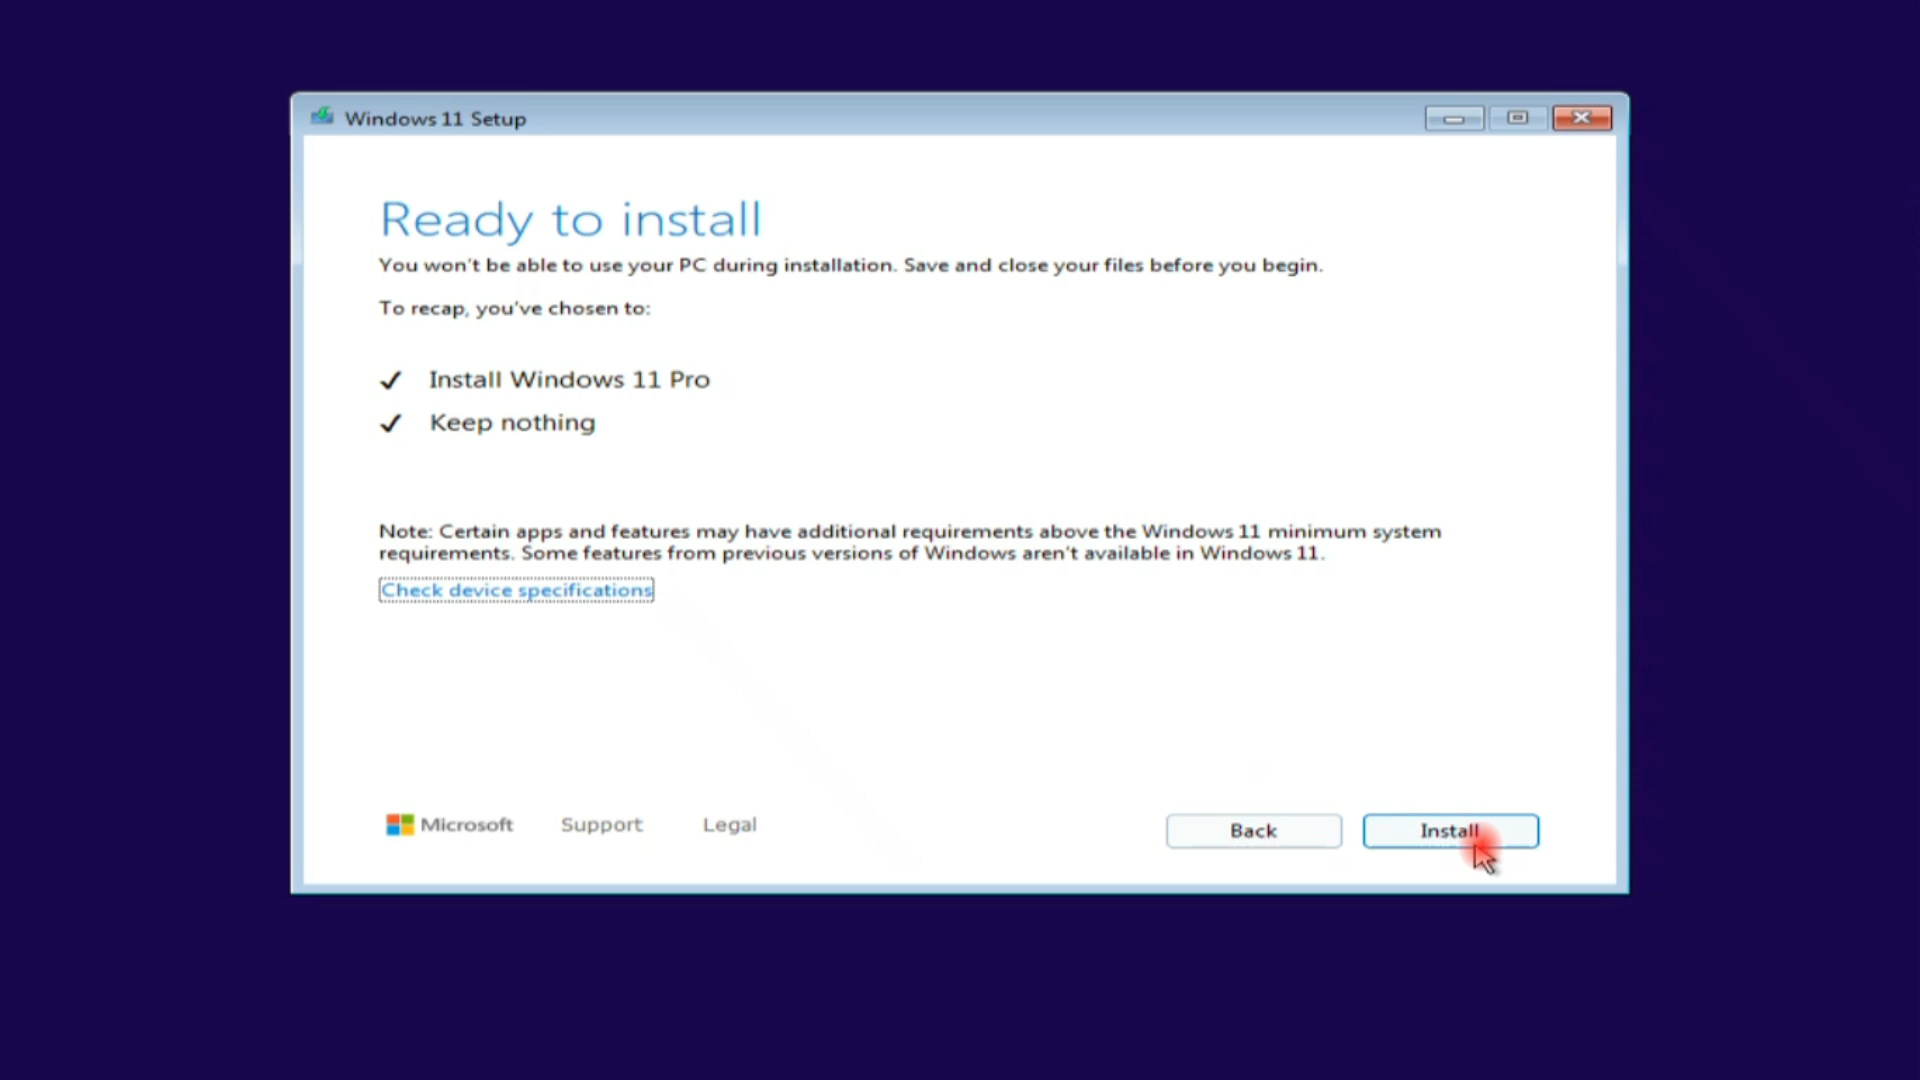 Windows 11 Setup
Ready to install
You won't be able to use your PC during installation. Save and close your files before you begin.
To recap, you've chosen to:
✓ Install Windows 11 Pro
✓ Keep nothing
Note: Certain apps and features may have additional requirements above the Windows 11 minimum system
requirements. Some features from previous versions of Windows aren't available in Windows 11.
Check device specifications
Microsoft Support Legal Back Install